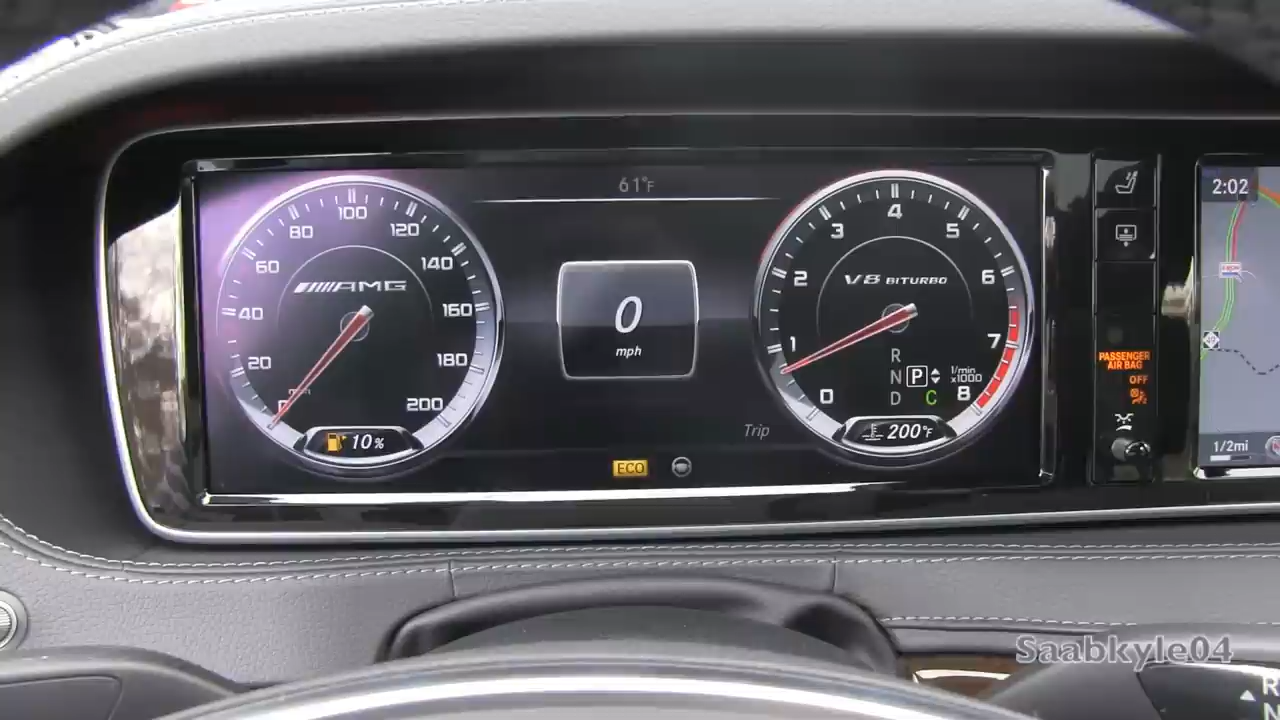 61°F
100
80
120
60
140
AMG
40
160
20
180
mph
0
200
10%
0
mph
4
3
5
2
6
V8 BITURBO
1
7
R
N P
D C
1/min
x1000
0
8
200°F
Trip
ECO
2:02
PASSENGER
AIR BAG
OFF
1/2mi
Saabkyle04
R
N